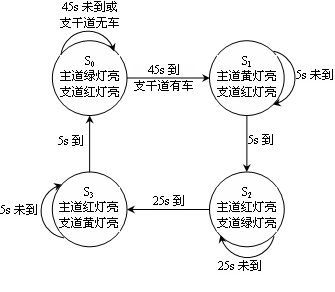 45s 未到或
支干道无车
S0
主道绿灯亮
支道红灯亮
45s 到
支干道有车
S1
主道黄灯亮
支道红灯亮
5s 未到
5s 到
5s 到
S3
主道红灯亮
支道黄灯亮
5s 未到
25s 到
S2
主道红灯亮
支道绿灯亮
25s 未到